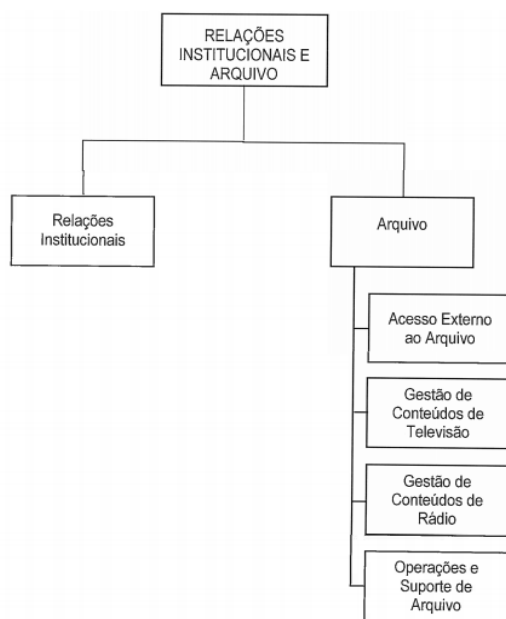 RELAÇÕES
INSTITUCIONAIS E
ARQUIVO
Relações
Institucionais
Arquivo
Acesso Externo
ao Arquivo
Gestão de
Conteúdos de
Televisão
Gestão de
Conteúdos de
Rádio
Operações e
Suporte de
Arquivo